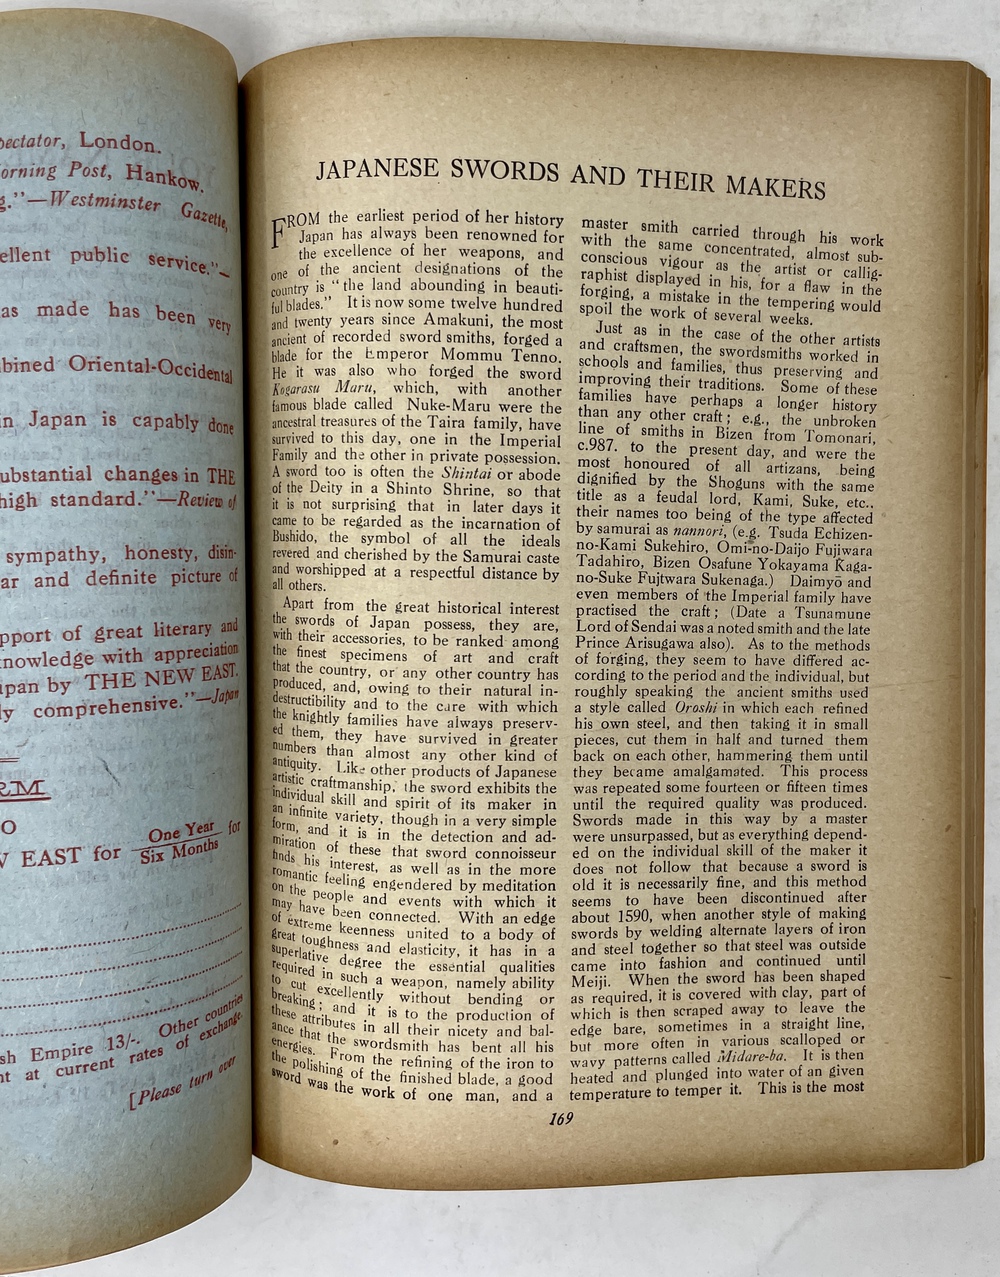 pectator, London.
orning Post, Hankow.
g."—Westminster Gazette,
ellent public service."—
as made has been very
bined Oriental-Occidental
in Japan is capably done
ubstantial changes in THE
high standard."—Review of
sympathy, honesty, disin-
ar and definite picture of
pport of great literary and
knowledge with appreciation
apan by THE NEW EAST.
ly comprehensive."—Japan
RM
O
W EAST for One Year for
Six Months
sh Empire 13/-. Other countries
nt at current rates of exchange.
[Please turn over
JAPANESE SWORDS AND THEIR MAKERS
FROM the earliest period of her history
Japan has always been renowned for
the excellence of her weapons, and
one of the ancient designations of the
country is "the land abounding in beauti-
ful blades." It is now some twelve hundred
and twenty years since Amakuni, the most
ancient of recorded sword smiths, forged a
blade for the Emperor Mommu Tenno.
He it was also who forged the sword
Kogarasu Maru, which, with another
famous blade called Nuke-Maru were the
ancestral treasures of the Taira family, have
survived to this day, one in the Imperial
Family and the other in private possession.
A sword too is often the Shintai or abode
of the Deity in a Shinto Shrine, so that
it is not surprising that in later days it
came to be regarded as the incarnation of
Bushido, the symbol of all the ideals
revered and cherished by the Samurai caste
and worshipped at a respectful distance by
all others.
Apart from the great historical interest
the swords of Japan possess, they are,
with their accessories, to be ranked among
the finest specimens of art and craft
that the country, or any other country has
produced, and, owing to their natural in-
destructibility and to the care with which
the knightly families have always preserv-
ed them, they have survived in greater
numbers than almost any other kind of
antiquity. Like other products of Japanese
artistic craftmanship, the sword exhibits the
individual skill and spirit of its maker in
an infinite variety, though in a very simple
form, and it is in the detection and ad-
miration of these that sword connoisseur
finds his interest, as well as in the more
romantic feeling engendered by meditation
on the people and events with which it
may have been connected. With an edge
of extreme keenness united to a body of
great toughness and elasticity, it has in a
superlative degree the essential qualities
required in such a weapon, namely ability
to cut excellently without bending or
breaking; and it is to the production of
these attributes in all their nicety and bal-
ance that the swordsmith has bent all his
energies. From the refining of the iron to
the polishing of the finished blade, a good
sword was the work of one man, and a
master smith carried through his work
with the same concentrated, almost sub-
conscious vigour as the artist or callig-
raphist displayed in his, for a flaw in the
forging, a mistake in the tempering would
spoil the work of several weeks.
Just as in the case of the other artists
and craftsmen, the swordsmiths worked in
schools and families, thus preserving and
improving their traditions. Some of these
families have perhaps a longer history
than any other craft; e.g., the unbroken
line of smiths in Bizen from Tomonari,
c.987. to the present day, and were the
most honoured of all artizans, being
dignified by the Shoguns with the same
title as a feudal lord, Kami, Suke, etc.,
their names too being of the type affected
by samurai as nannori, (e.g. Tsuda Echizen-
no-Kami Sukehiro, Omi-no-Daijo Fujiwara
Tadahiro, Bizen Osafune Yokayama Kaga-
no-Suke Fujtwara Sukenaga.) Daimyō and
even members of the Imperial family have
practised the craft; (Date a Tsunamune
Lord of Sendai was a noted smith and the late
Prince Arisugawa also). As to the methods
of forging, they seem to have differed ac-
cording to the period and the individual, but
roughly speaking the ancient smiths used
a style called Oroshi in which each refined
his own steel, and then taking it in small
pieces, cut them in half and turned them
back on each other, hammering them until
they became amalgamated. This process
was repeated some fourteen or fifteen times
until the required quality was produced.
Swords made in this way by a master
were unsurpassed, but as everything depend-
ed on the individual skill of the maker it
does not follow that because a sword is
old it is necessarily fine, and this method
seems to have been discontinued after
about 1590, when another style of making
swords by welding alternate layers of iron
and steel together so that steel was outside
came into fashion and continued until
Meiji. When the sword has been shaped
as required, it is covered with clay, part of
which is then scraped away to leave the
edge bare, sometimes in a straight line,
but more often in various scalloped or
wavy patterns called Midare-ba. It is then
heated and plunged into water of an given
temperature to temper it. This is the most
169